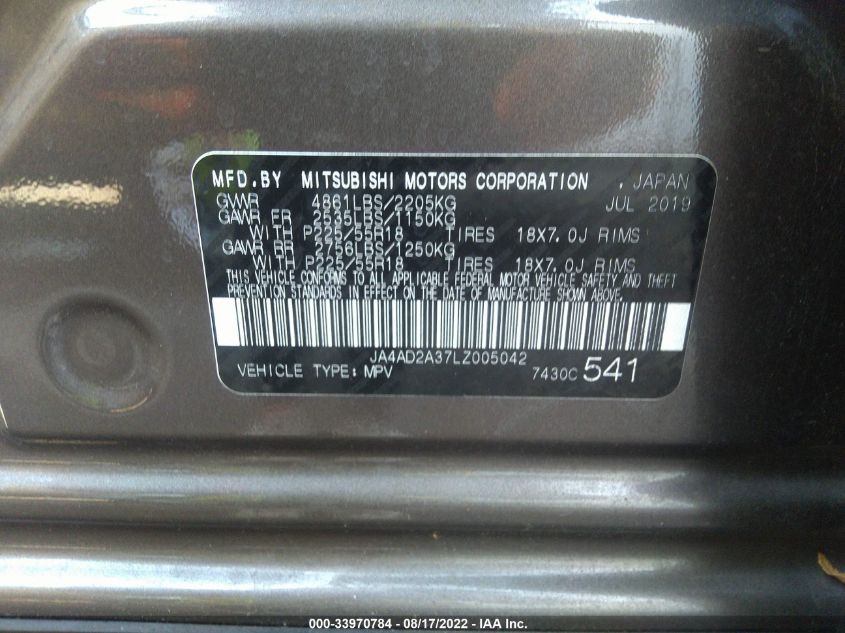 MFD.BY MITSUBISHI MOTORS CORPORATION , JAPAN
GVWR 4861LBS/2205KG JUL 2019
GAWR FR 2535LBS/1150KG
WITH P225/55R18 TIRES 18X7.0J RIMS
GAWR RR 2756LBS/1250KG
WITH P225/55R18 TIRES 18X7.0J RIMS
THIS VEHICLE CONFORMS TO ALL APPLICABLE FEDERAL MOTOR VEHICLE SAFETY AND THEFT
PREVENTION STANDARDS IN EFFECT ON THE DATE OF MANUFACTURE SHOWN ABOVE.
JA4AD2A37LZ005042
VEHICLE TYPE: MPV 7430C 541
000-33970784 - 08/17/2022 - IAA Inc.